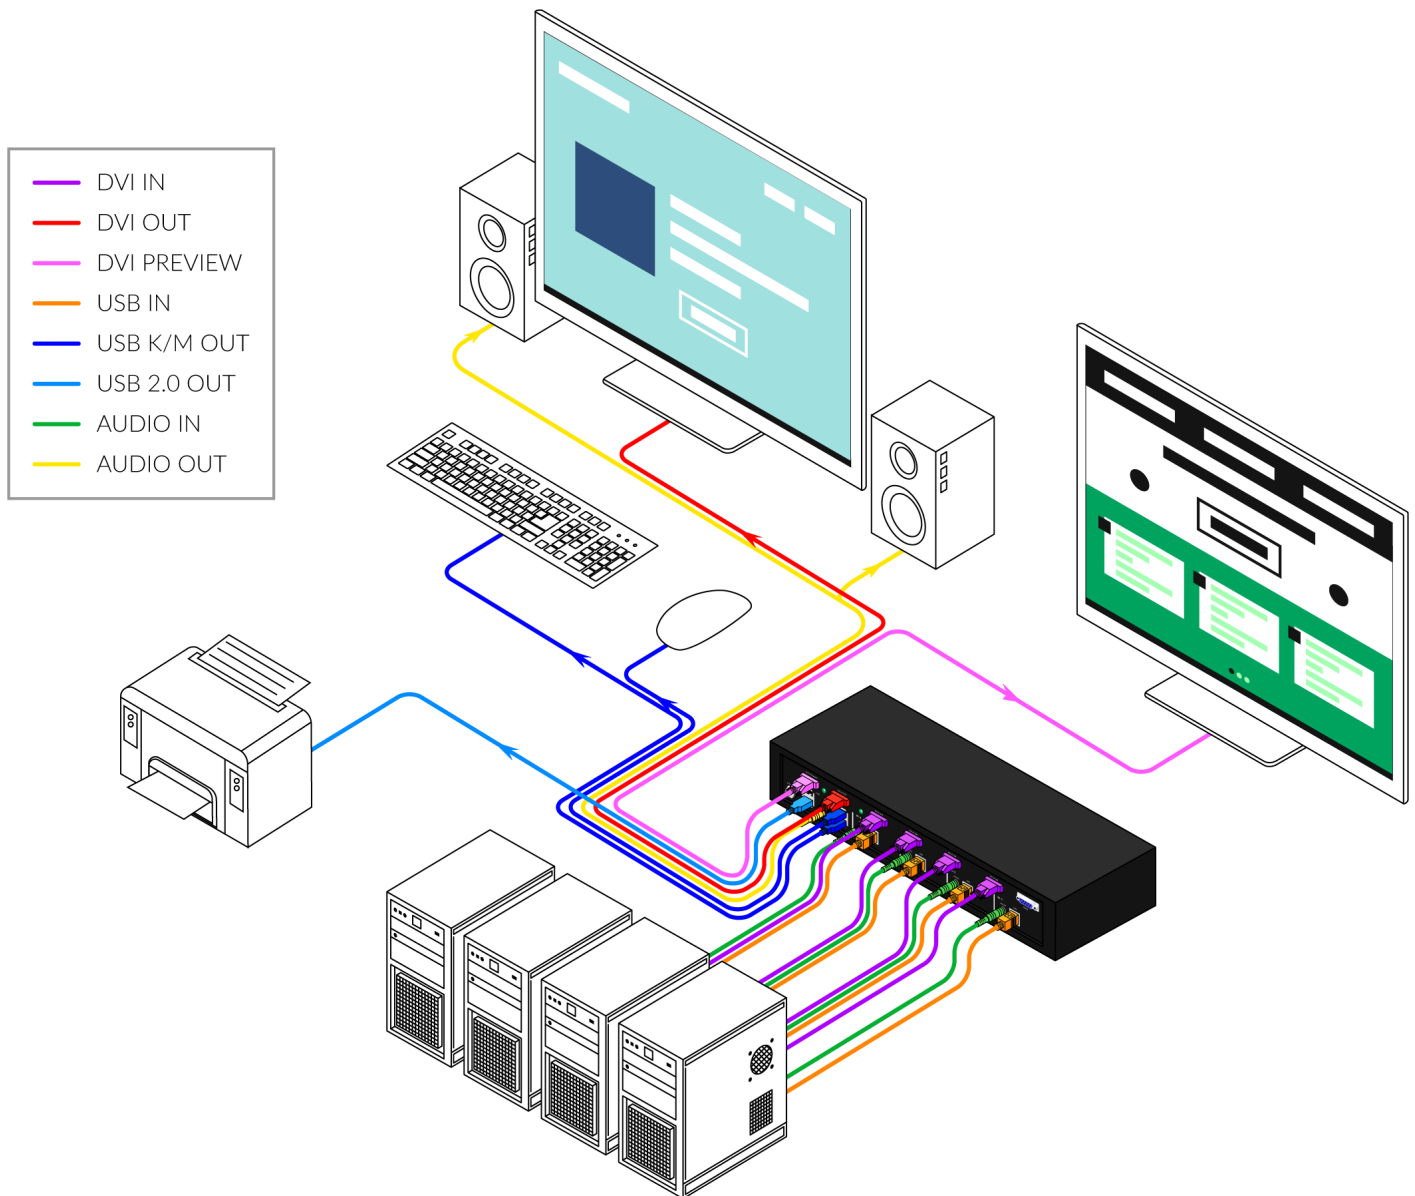 DVI IN
DVI OUT
DVI PREVIEW
USB IN
USB K/M OUT
USB 2.0 OUT
AUDIO IN
AUDIO OUT